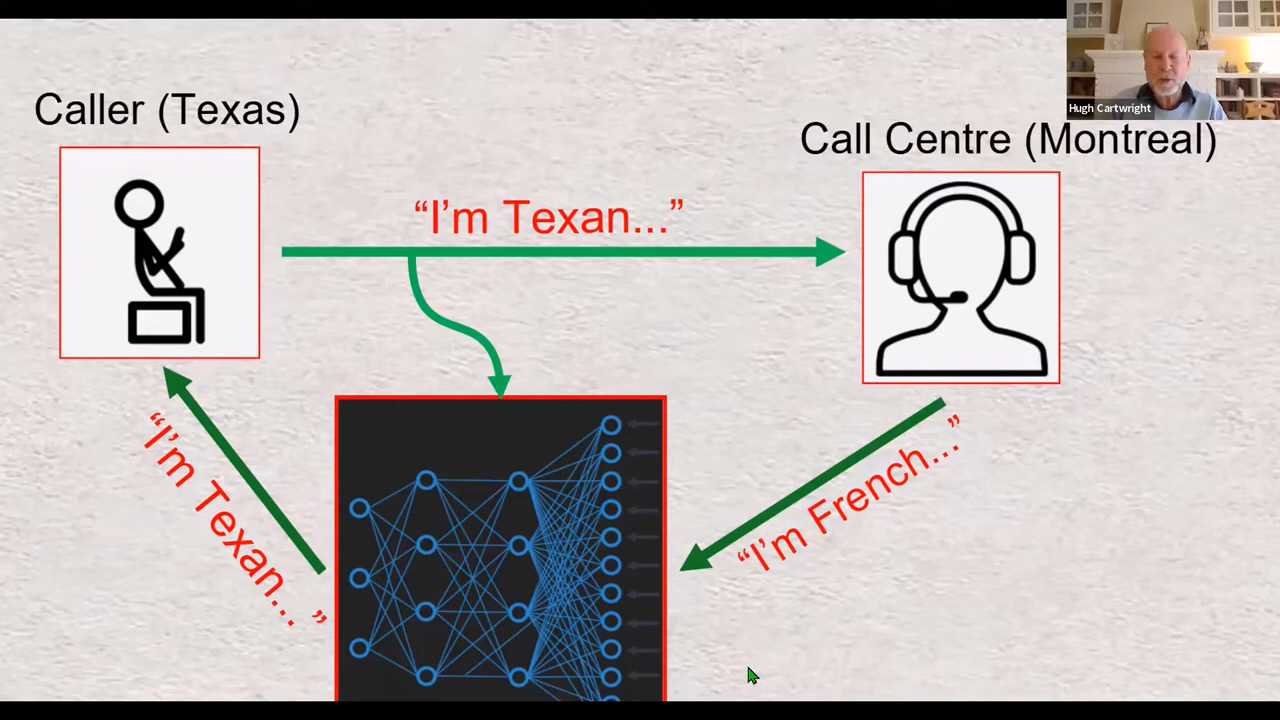 Hugh Cartwright
Caller (Texas)
Call Centre (Montreal)
“I’m Texan...”
“I’m Texan... ”
“I’m French...”